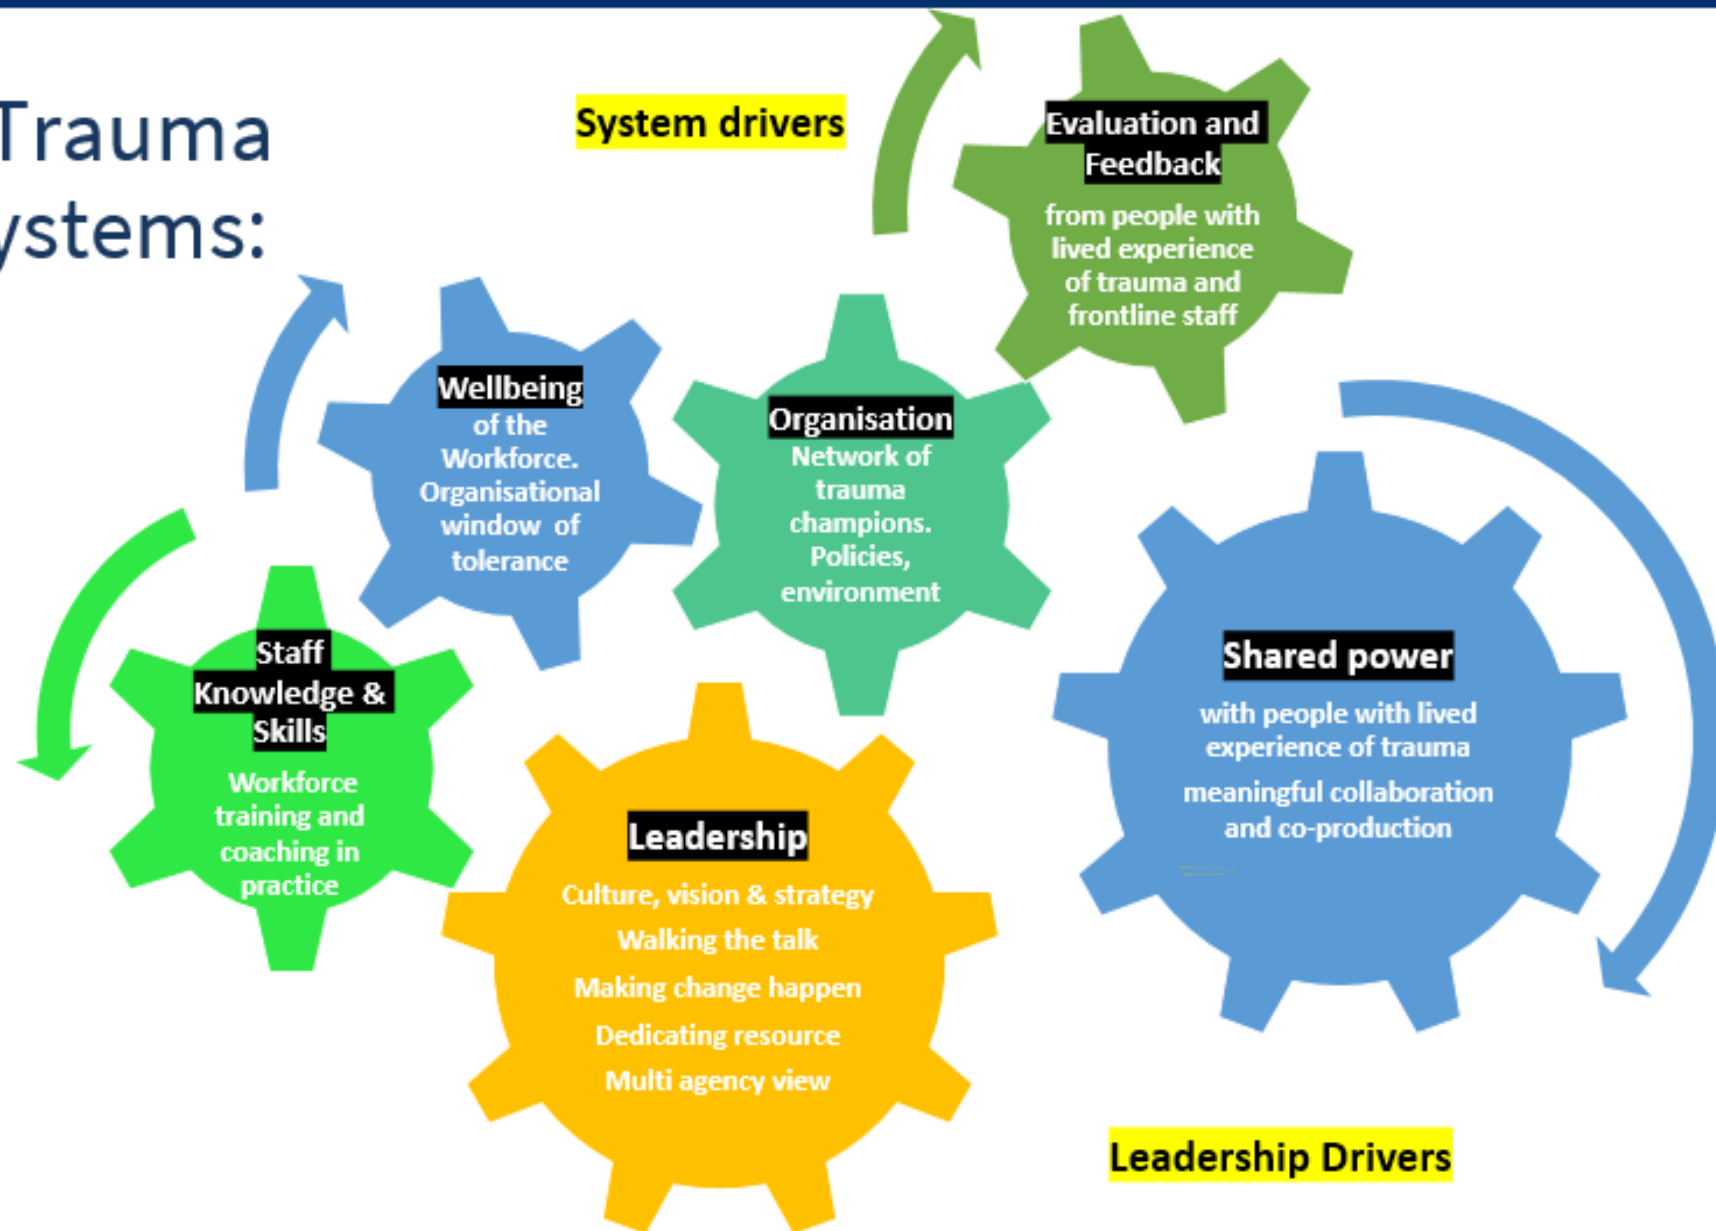 Trauma
ystems:
System drivers
Evaluation and
Feedback
from people with
lived experience
of trauma and
frontline staff
Wellbeing
of the
Workforce.
Organisational
window of
tolerance
Organisation
Network of
trauma
champions.
Policies,
environment
Staff
Knowledge &
Skills
Workforce
training and
coaching in
practice
Leadership
Culture, vision & strategy
Walking the talk
Making change happen
Dedicating resource
Multi agency view
Shared power
with people with lived
experience of trauma
meaningful collaboration
and co-production
Leadership Drivers